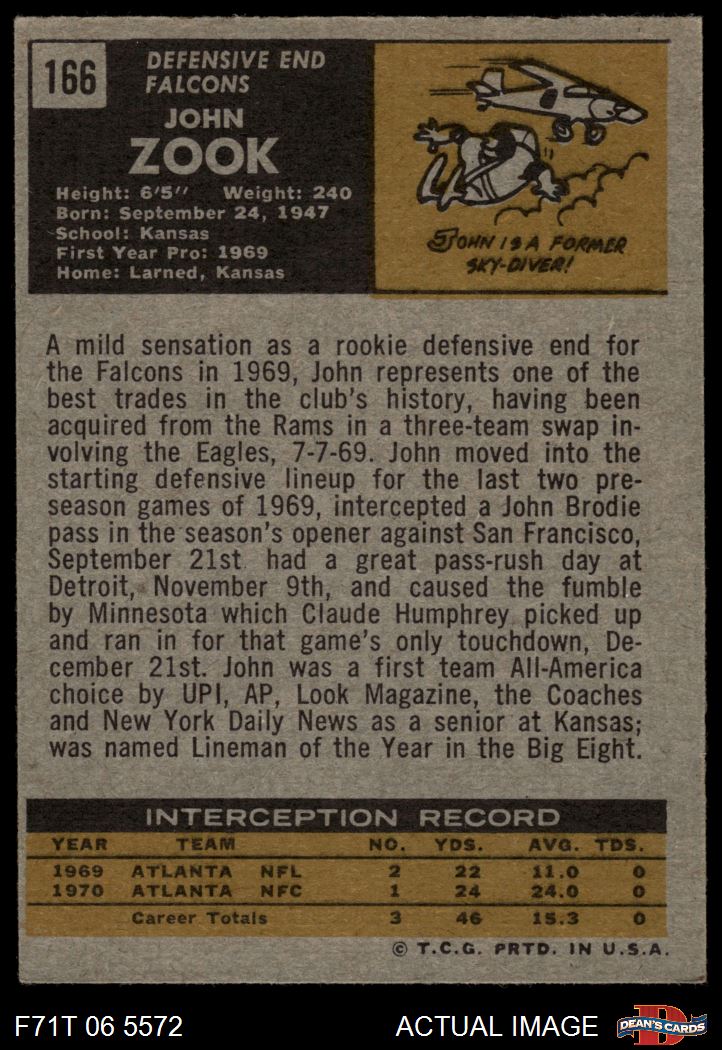 166
DEFENSIVE END
FALCONS
JOHN
ZOOK
Height: 6'5" Weight: 240
Born: September 24, 1947
School: Kansas
First Year Pro: 1969
Home: Larned, Kansas
JOHN IS A FORMER
SKY-DIVER!
A mild sensation as a rookie defensive end for
the Falcons in 1969, John represents one of the
best trades in the club's history, having been
acquired from the Rams in a three-team swap in-
volving the Eagles, 7-7-69. John moved into the
starting defensive lineup for the last two pre-
season games of 1969, intercepted a John Brodie
pass in the season's opener against San Francisco,
September 21st had a great pass-rush day at
Detroit, November 9th, and caused the fumble
by Minnesota which Claude Humphrey picked up
and ran in for that game's only touchdown, De-
cember 21st. John was a first team All-America
choice by UPI, AP, Look Magazine, the Coaches
and New York Daily News as a senior at Kansas;
was named Lineman of the Year in the Big Eight.
INTERCEPTION RECORD
YEAR TEAM NO. YDS. AVG. TDS.
1969 ATLANTA NFL 2 22 11.0 0
1970 ATLANTA NFC 1 24 24.0 0
Career Totals 3 46 15.3 0
© T.C.G. PRTD. IN U.S.A.
F71T 06 5572
ACTUAL IMAGE
D
DEAN'S CARDS